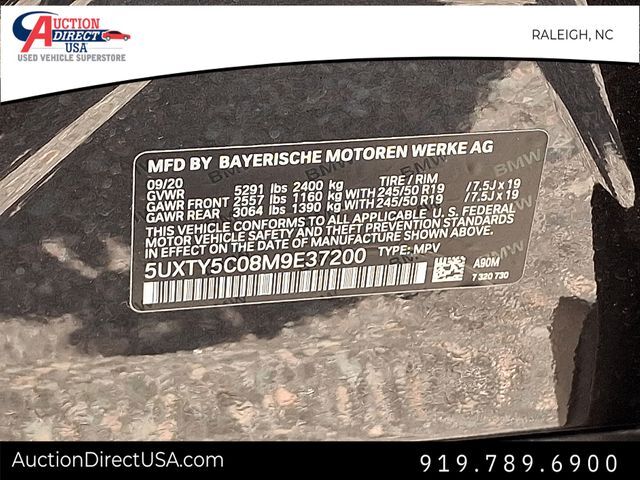 AUCTION
DIRECT
USA
USED VEHICLE SUPERSTORE
RALEIGH, NC
BMW
MFD BY BAYERISCHE MOTOREN WERKE AG
09/20 TIRE / RIM
GVWR 5291 lbs 2400 kg
GAWR FRONT 2557 lbs 1160 kg WITH 245/50 R19 / 7.5J x 19
GAWR REAR 3064 lbs 1390 kg WITH 245/50 R19 / 7.5J x 19
THIS VEHICLE CONFORMS TO ALL APPLICABLE U. S. FEDERAL
MOTOR VEHICLE SAFETY AND THEFT PREVENTION STANDARDS
IN EFFECT ON THE DATE OF MANUFACTURE SHOWN ABOVE.
5UXTY5C08M9E37200 TYPE: MPV
A90M
7 320 730
AuctionDirectUSA.com
919.789.6900